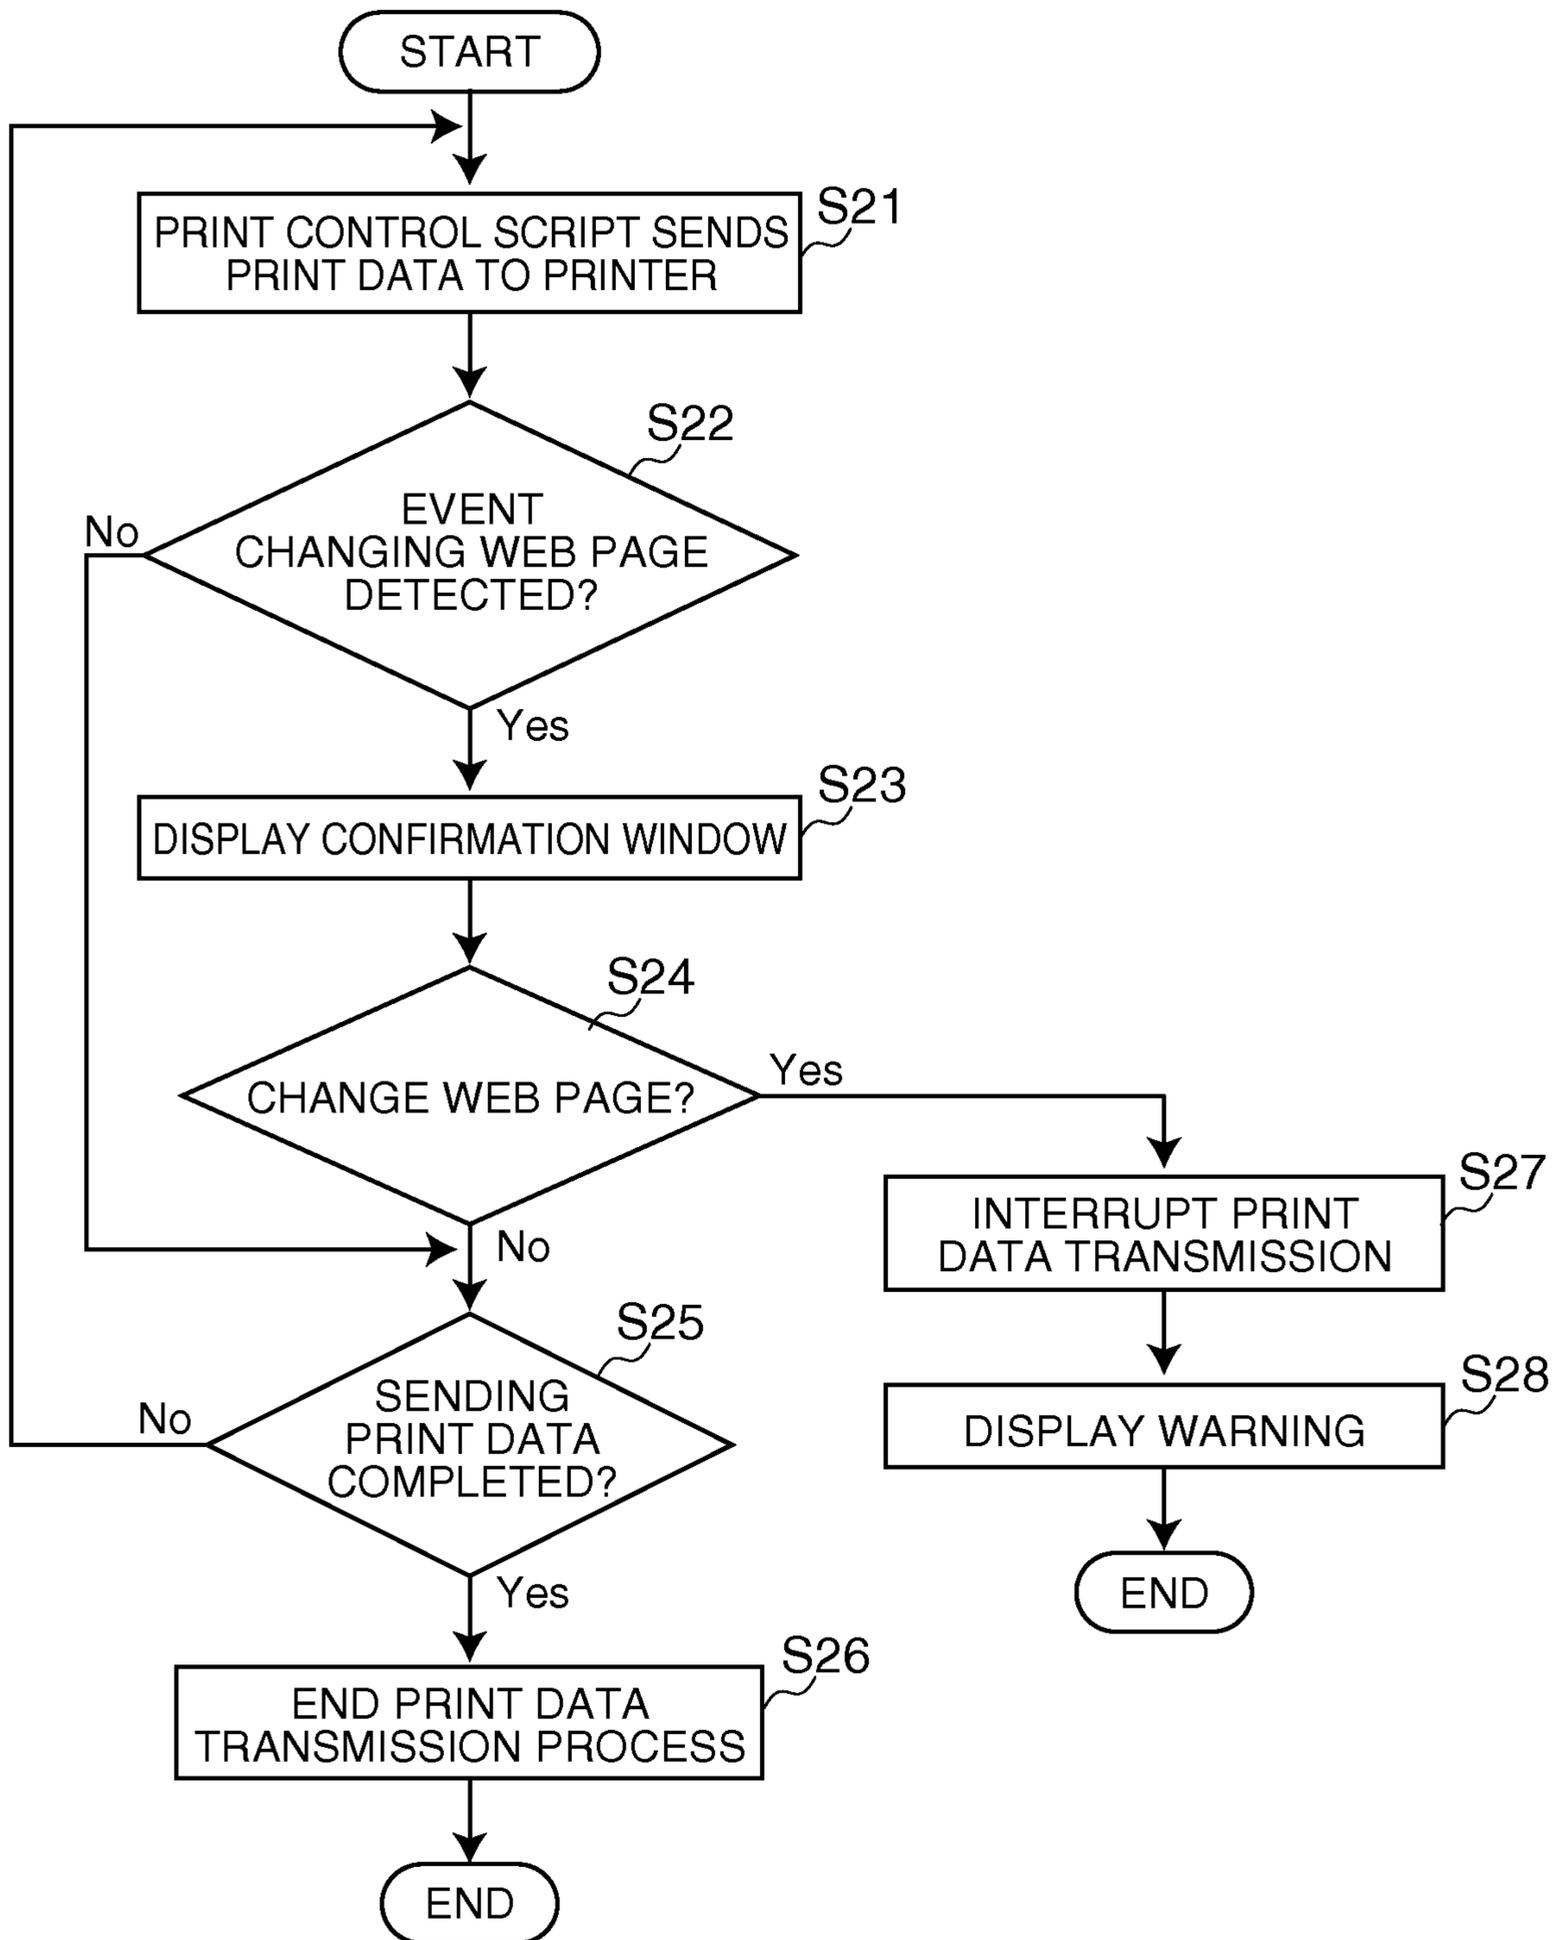 START
PRINT CONTROL SCRIPT SENDS
PRINT DATA TO PRINTER
S21
S22
EVENT
CHANGING WEB PAGE
DETECTED?
No
Yes
S23
DISPLAY CONFIRMATION WINDOW
S24
CHANGE WEB PAGE?
Yes
No
S27
INTERRUPT PRINT
DATA TRANSMISSION
S25
SENDING
PRINT DATA
COMPLETED?
No
Yes
S28
DISPLAY WARNING
END
S26
END PRINT DATA
TRANSMISSION PROCESS
END